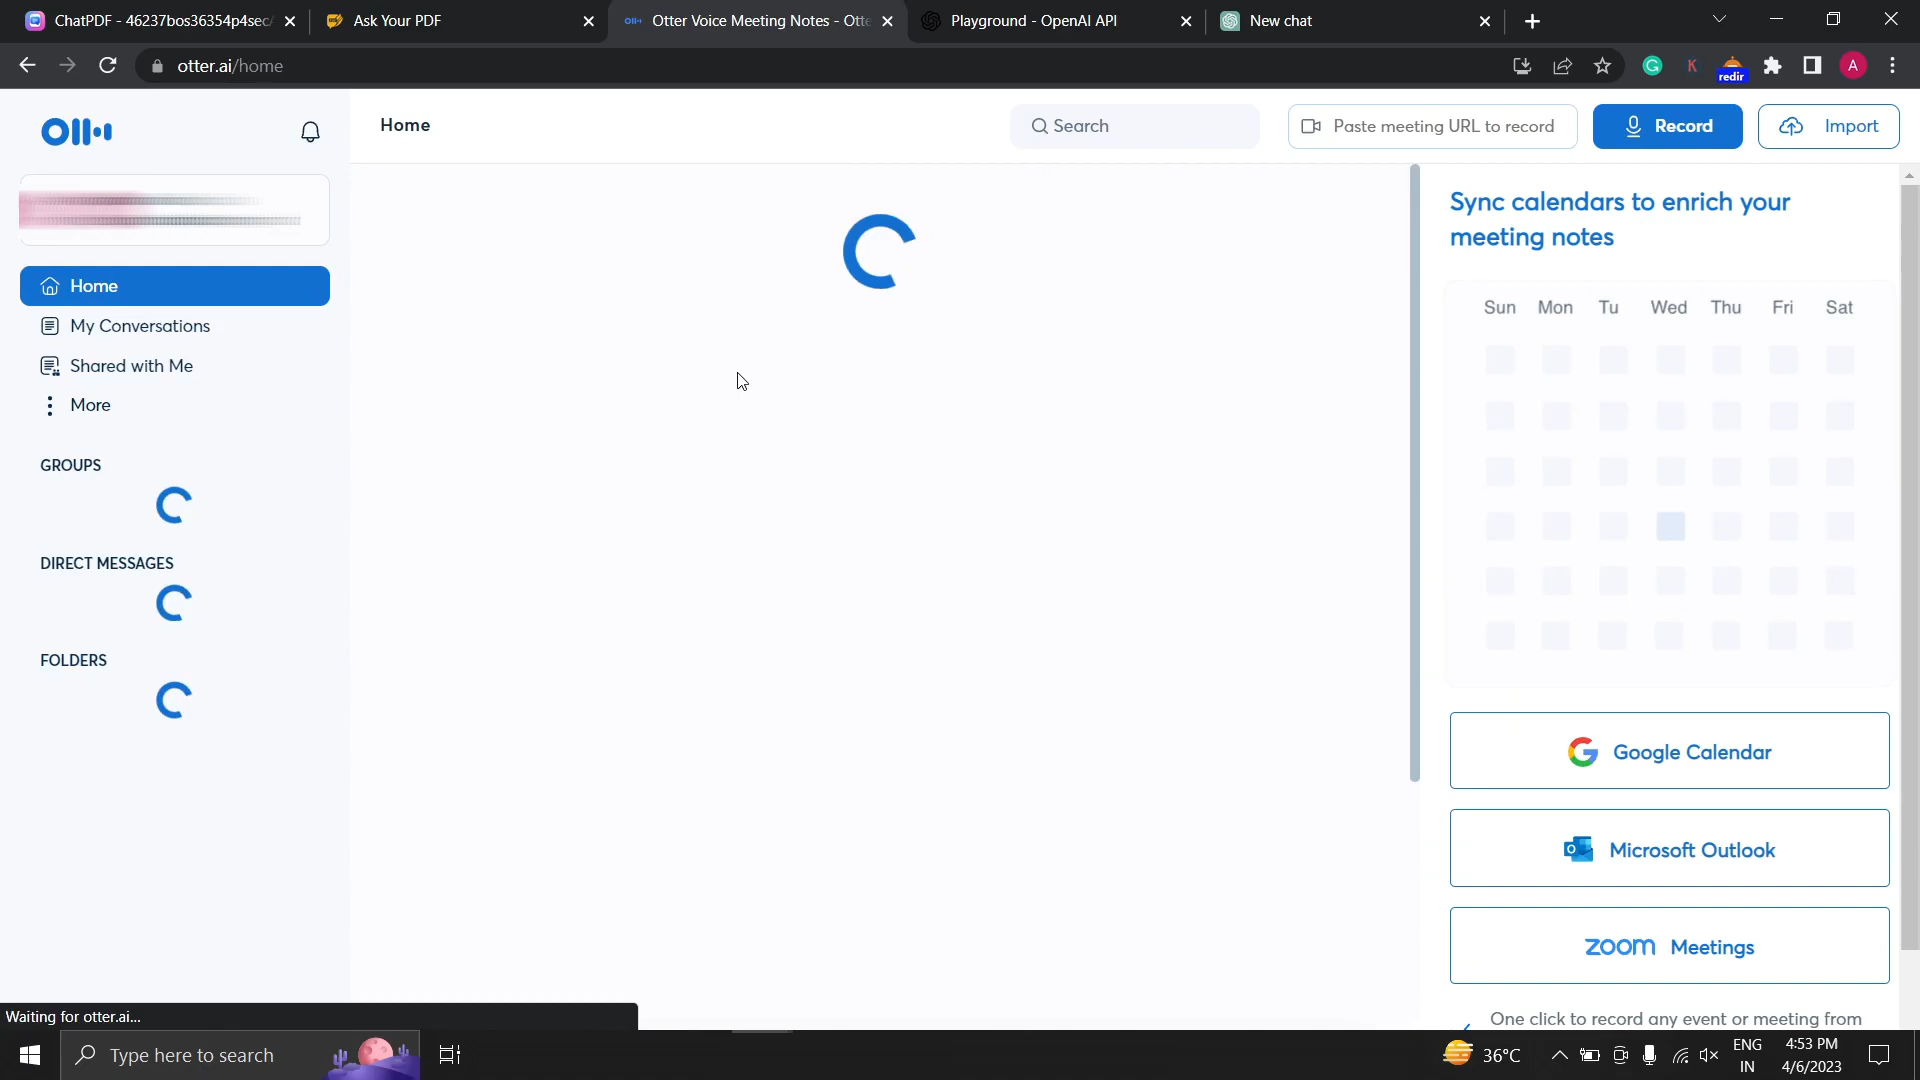 ChatPDF - 46237bos36354p4sec
Ask Your PDF
Otter Voice Meeting Notes - Otte
Playground - OpenAI API
New chat
otter.ai/home
K
redir
A
Home
Search
Paste meeting URL to record
Record
Import
Home
My Conversations
Shared with Me
More
GROUPS
DIRECT MESSAGES
FOLDERS
Sync calendars to enrich your
meeting notes
Sun Mon Tu Wed Thu Fri Sat
Google Calendar
Microsoft Outlook
zoom Meetings
One click to record any event or meeting from
Waiting for otter.ai...
Type here to search
36°C
ENG
IN
4:53 PM
4/6/2023